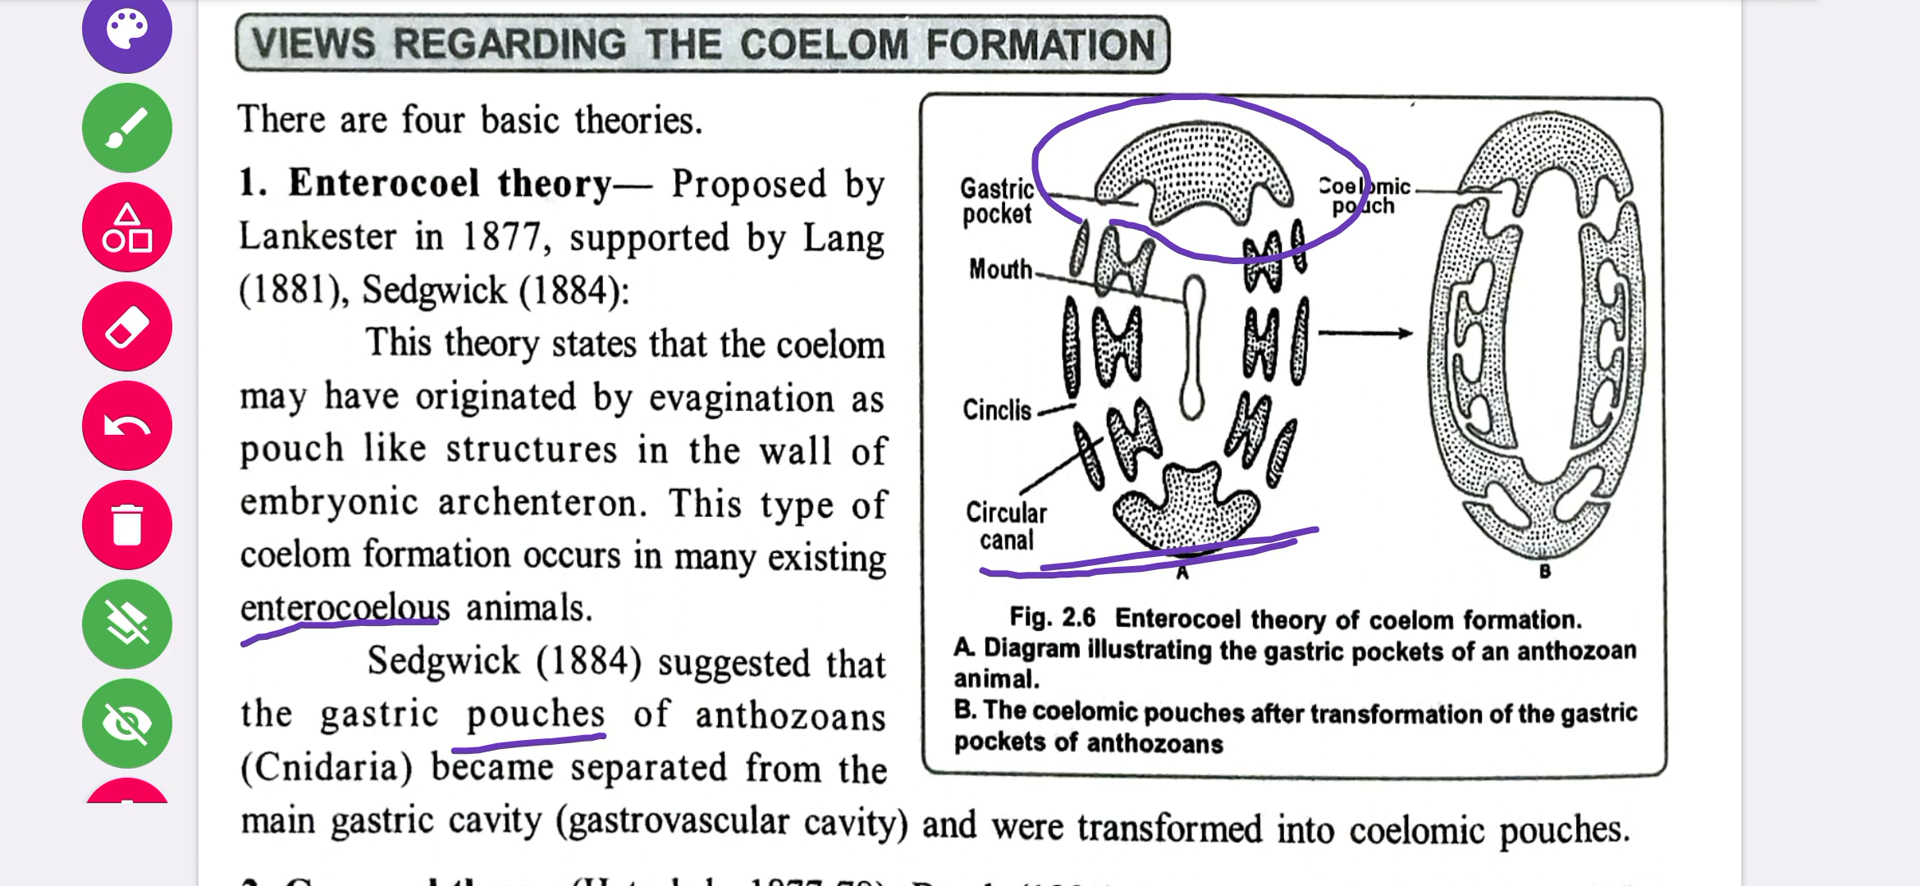 VIEWS REGARDING THE COELOM FORMATION
There are four basic theories.
1. Enterocoel theory— Proposed by
Lankester in 1877, supported by Lang
(1881), Sedgwick (1884):
This theory states that the coelom
may have originated by evagination as
pouch like structures in the wall of
embryonic archenteron. This type of
coelom formation occurs in many existing
enterocoelous animals.
Sedgwick (1884) suggested that
the gastric pouches of anthozoans
(Cnidaria) became separated from the
main gastric cavity (gastrovascular cavity) and were transformed into coelomic pouches.
Gastric
pocket
Mouth
Cinclis
Circular
canal
A
Coelomic
pouch
B
Fig. 2.6 Enterocoel theory of coelom formation.
A. Diagram illustrating the gastric pockets of an anthozoan
animal.
B. The coelomic pouches after transformation of the gastric
pockets of anthozoans